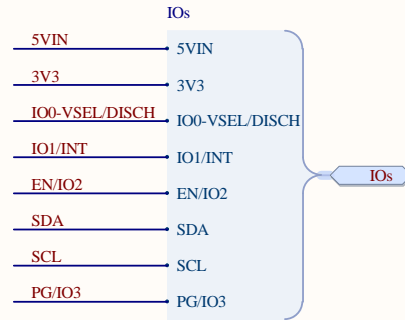 IOs
5VIN 5VIN
3V3 3V3
IO0-VSEL/DISCH IO0-VSEL/DISCH
IO1/INT IO1/INT
EN/IO2 EN/IO2
IOs
SDA SDA
SCL SCL
PG/IO3 PG/IO3